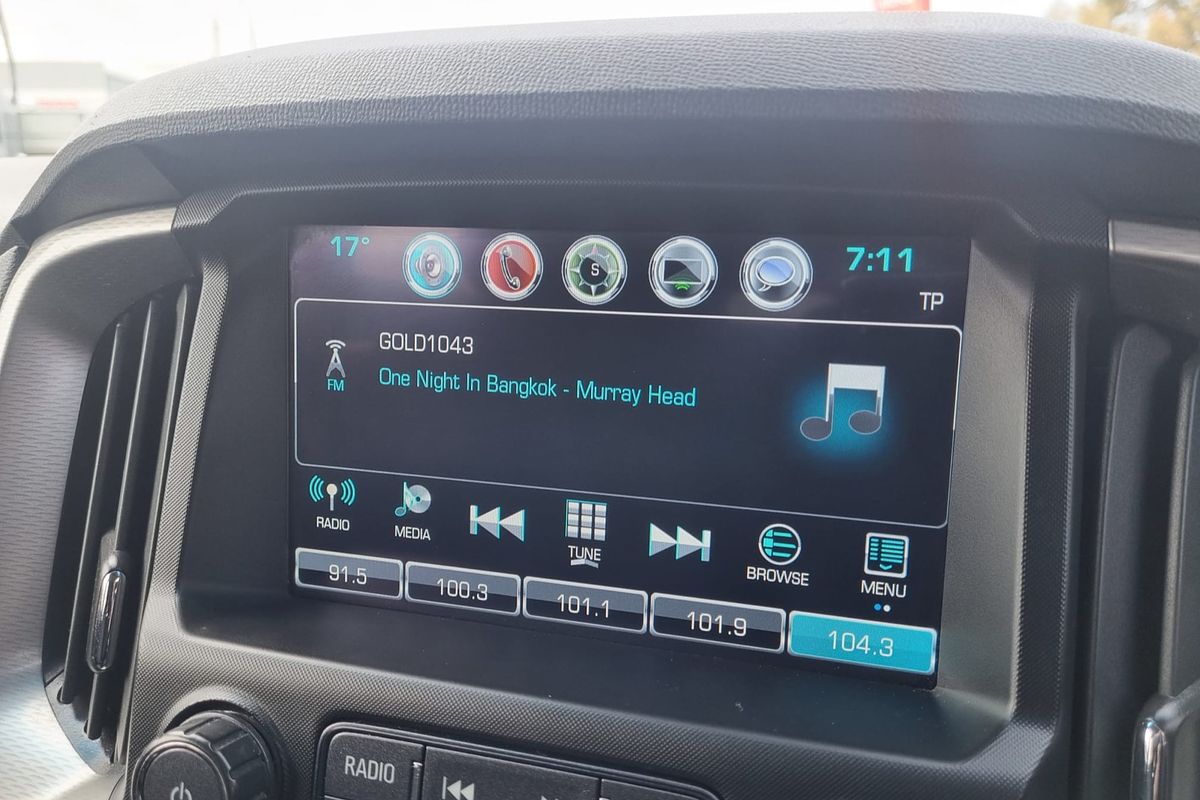 17°
S
7:11
TP
GOLD1043
FM
One Night In Bangkok - Murray Head
RADIO
MEDIA
TUNE
BROWSE
MENU
91.5
100.3
101.1
101.9
104.3
RADIO